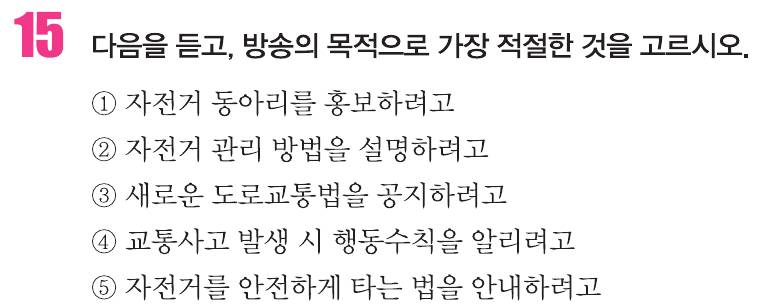 15 다음을 듣고, 방송의 목적으로 가장 적절한 것을 고르시오.
① 자전거 동아리를 홍보하려고
② 자전거 관리 방법을 설명하려고
③ 새로운 도로교통법을 공지하려고
④ 교통사고 발생 시 행동수칙을 알리려고
⑤ 자전거를 안전하게 타는 법을 안내하려고